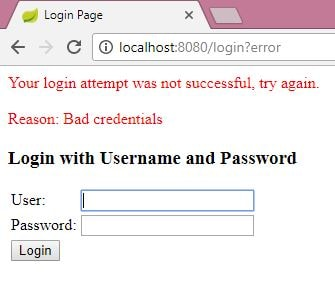 Login Page
localhost:8080/login?error
Your login attempt was not successful, try again.
Reason: Bad credentials
Login with Username and Password
User:
Password:
Login